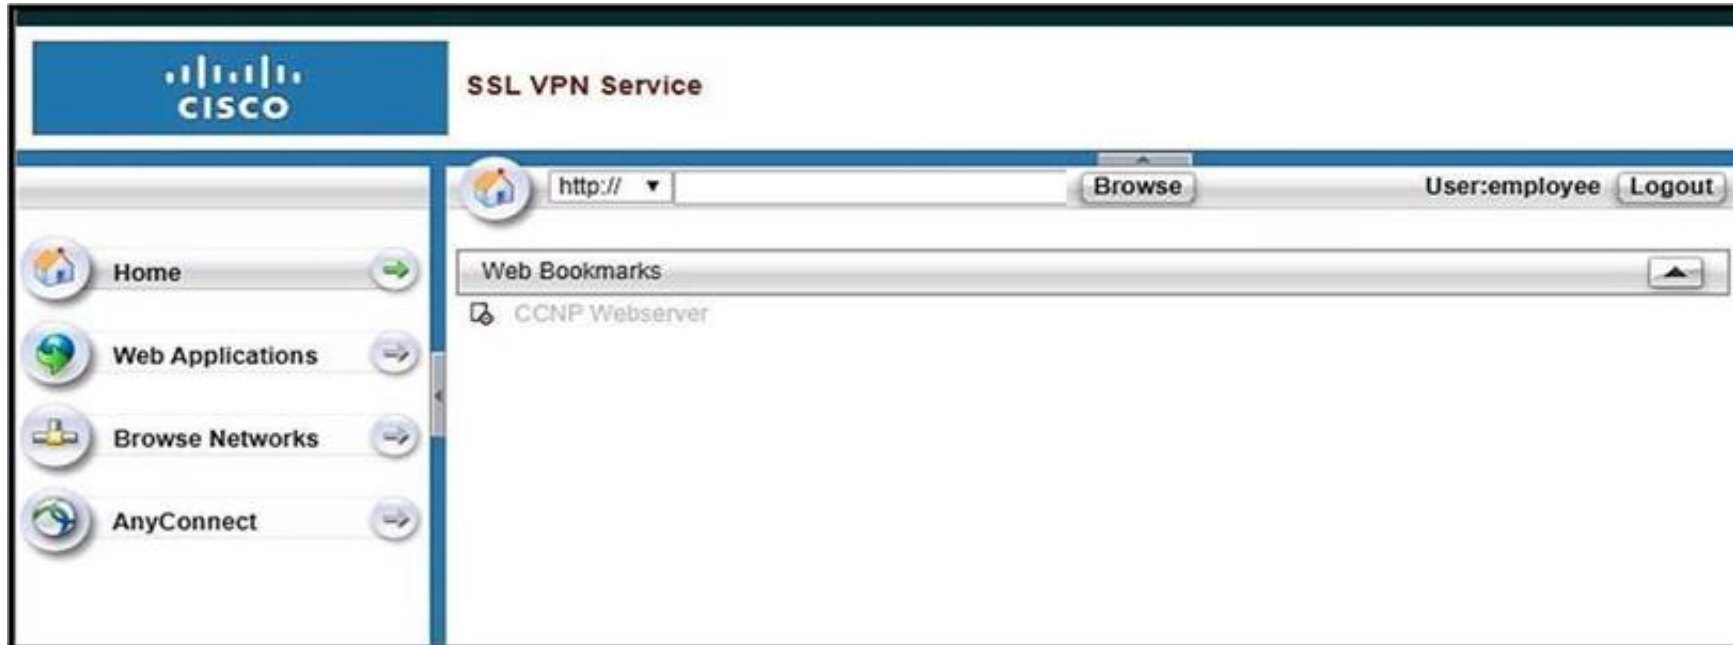 CISCO
SSL VPN Service
http://
Browse
User:employee
Logout
Home
Web Applications
Browse Networks
AnyConnect
Web Bookmarks
CCNP Webserver